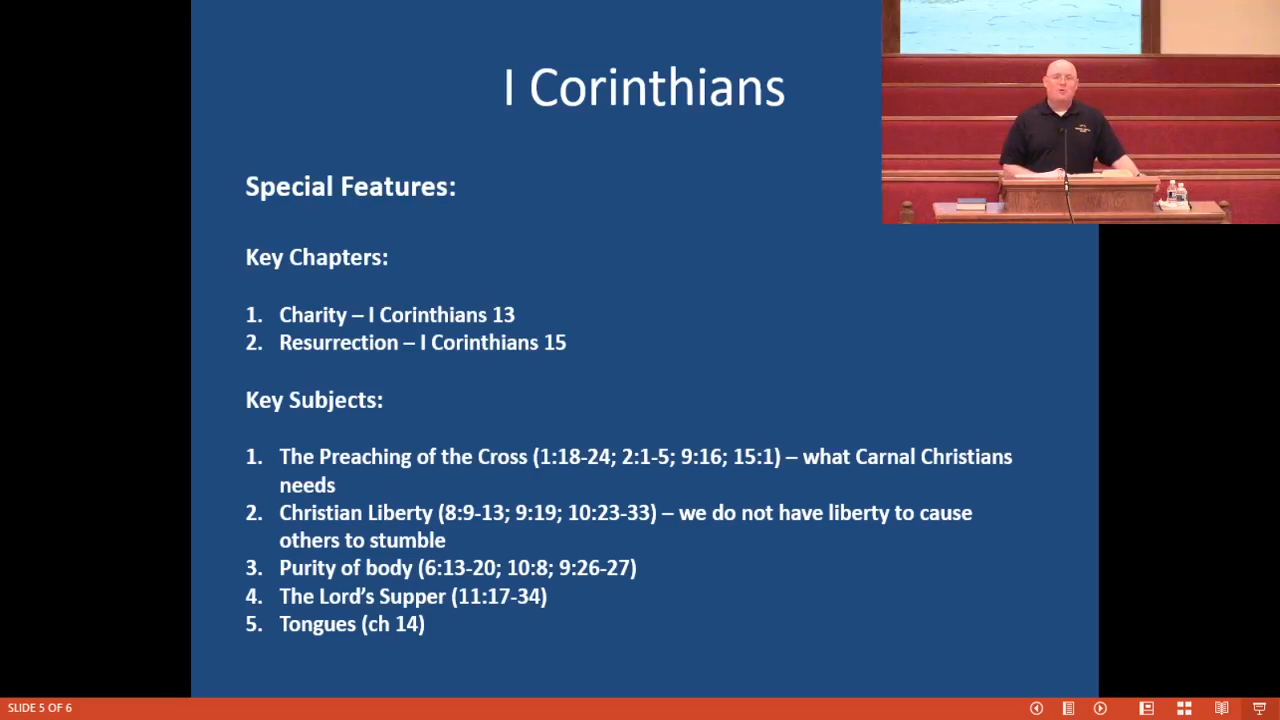 I Corinthians
Special Features:
Key Chapters:
1. Charity – I Corinthians 13
2. Resurrection – I Corinthians 15
Key Subjects:
1. The Preaching of the Cross (1:18-24; 2:1-5; 9:16; 15:1) – what Carnal Christians
needs
2. Christian Liberty (8:9-13; 9:19; 10:23-33) – we do not have liberty to cause
others to stumble
3. Purity of body (6:13-20; 10:8; 9:26-27)
4. The Lord's Supper (11:17-34)
5. Tongues (ch 14)
SLIDE 5 OF 6